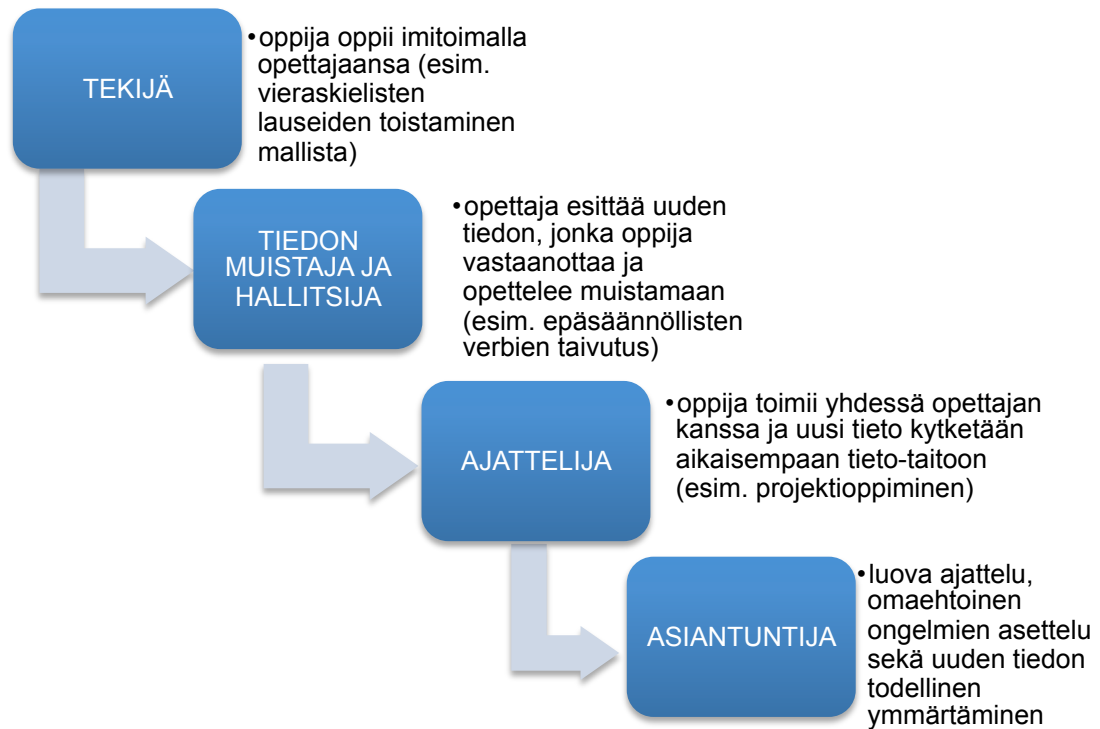 TEKIJÄ
•oppija oppii imitoimalla
opettajaansa (esim.
vieraskielisten
lauseiden toistaminen
mallista)
TIEDON
MUISTAJA JA
HALLITSIJA
•opettaja esittää uuden
tiedon, jonka oppija
vastaanottaa ja
opettelee muistamaan
(esim. epäsäännöllisten
verbien taivutus)
AJATTELIJA
•oppija toimii yhdessä opettajan
kanssa ja uusi tieto kytketään
aikaisempaan tieto-taitoon
(esim. projektioppiminen)
ASIANTUNTIJA
•luova ajattelu,
omaehtoinen
ongelmien asettelu
sekä uuden tiedon
todellinen
ymmärtäminen